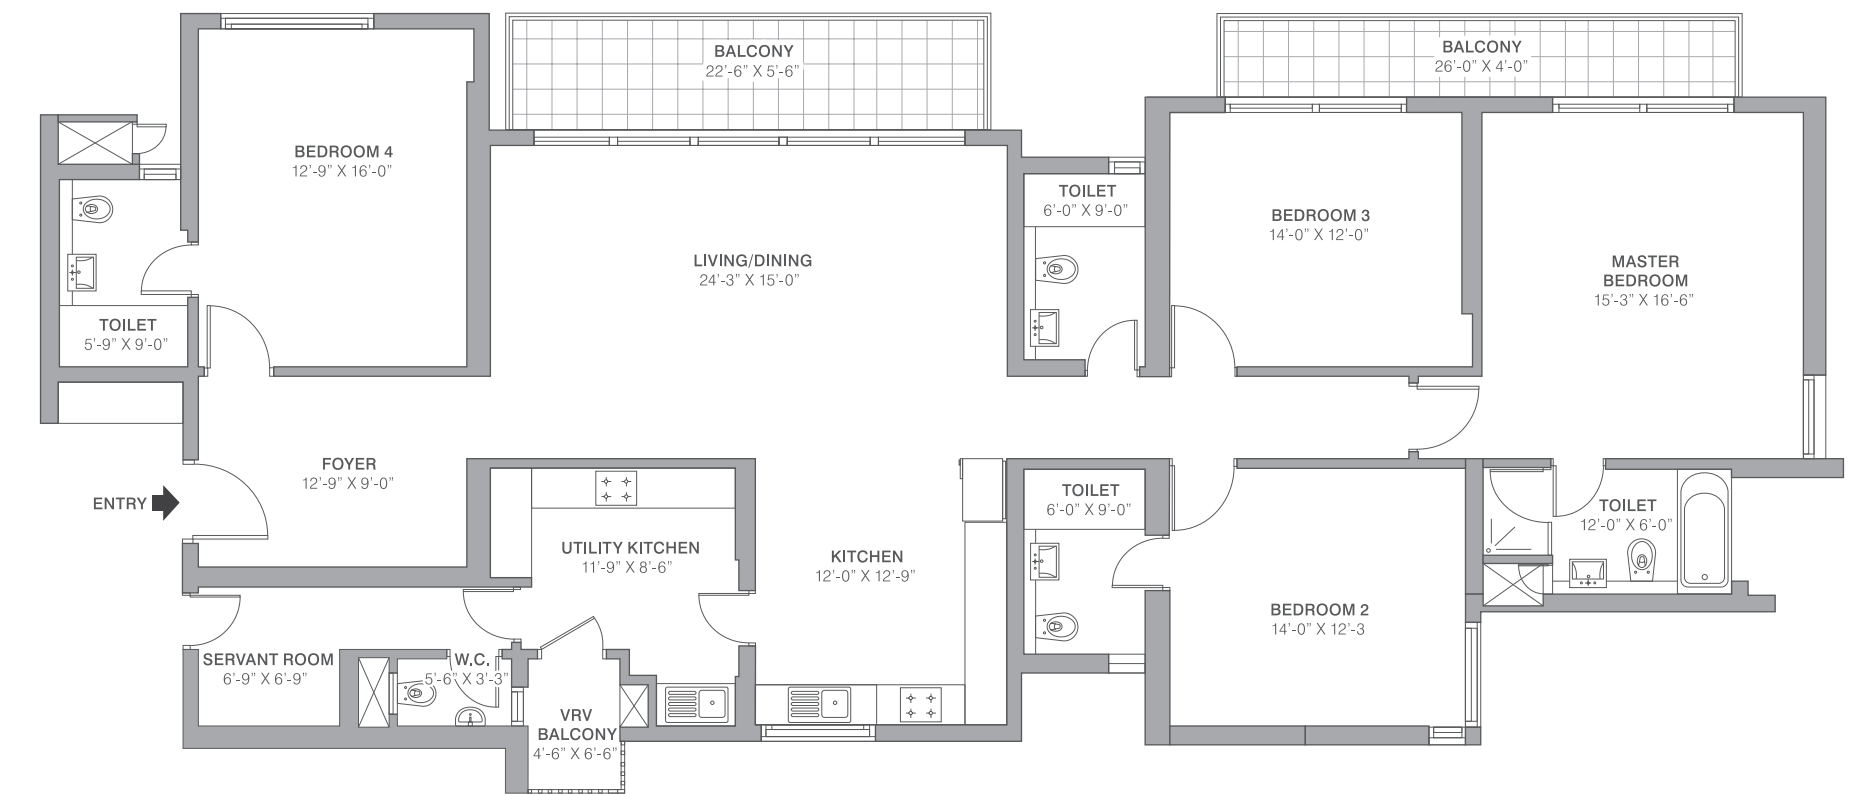 BALCONY
22'-6" X 5'-6"
BALCONY
26'-0" X 4'-0"
BEDROOM 4
12'-9" X 16'-0"
TOILET
6'-0" X 9'-0"
BEDROOM 3
14'-0" X 12'-0"
LIVING/DINING
24'-3" X 15'-0"
MASTER
BEDROOM
15'-3" X 16'-6"
TOILET
5'-9" X 9'-0"
FOYER
12'-9" X 9'-0"
ENTRY
TOILET
6'-0" X 9'-0"
TOILET
12'-0" X 6'-0"
UTILITY KITCHEN
11'-9" X 8'-6"
KITCHEN
12'-0" X 12'-9"
BEDROOM 2
14'-0" X 12'-3
SERVANT ROOM
6'-9" X 6'-9"
W.C.
5'-6" X 3'-3"
VRV
BALCONY
4'-6" X 6'-6"